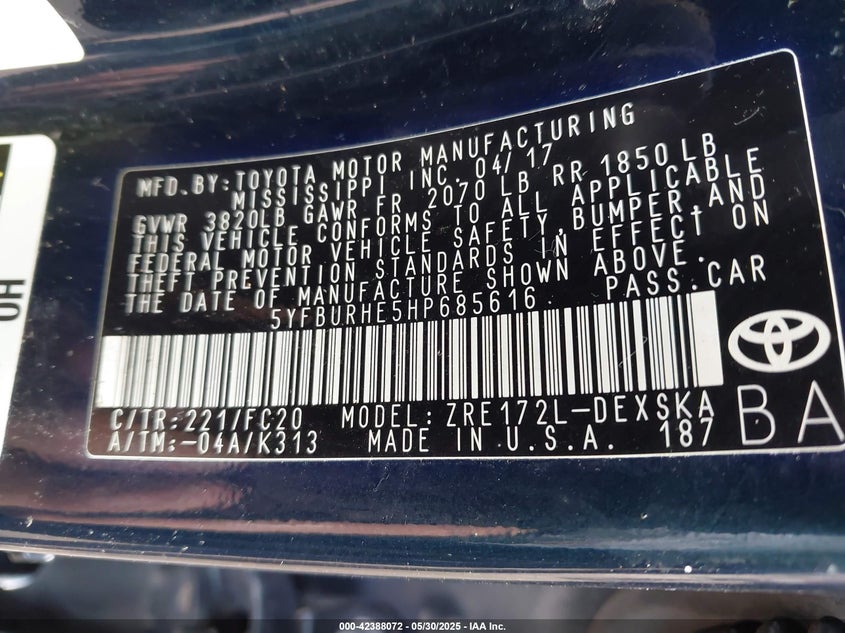 MFD. BY: TOYOTA MOTOR MANUFACTURING
MISSISSIPPI INC. 04/17
GVWR 3820LB GAWR FR 2070 LB RR 1850 LB
THIS VEHICLE CONFORMS TO ALL APPLICABLE
FEDERAL MOTOR VEHICLE SAFETY, BUMPER, AND
THEFT PREVENTION STANDARDS IN EFFECT ON
THE DATE OF MANUFACTURE SHOWN ABOVE.
5YFBURHE5HP685616 PASS. CAR
C/TR: 221/FC20 MODEL: ZRE172L-DEXSKA
A/TM: -04A/K313 MADE IN U.S.A. 187
BA
HO
000-42388072 — 05/30/2025 — IAA Inc.